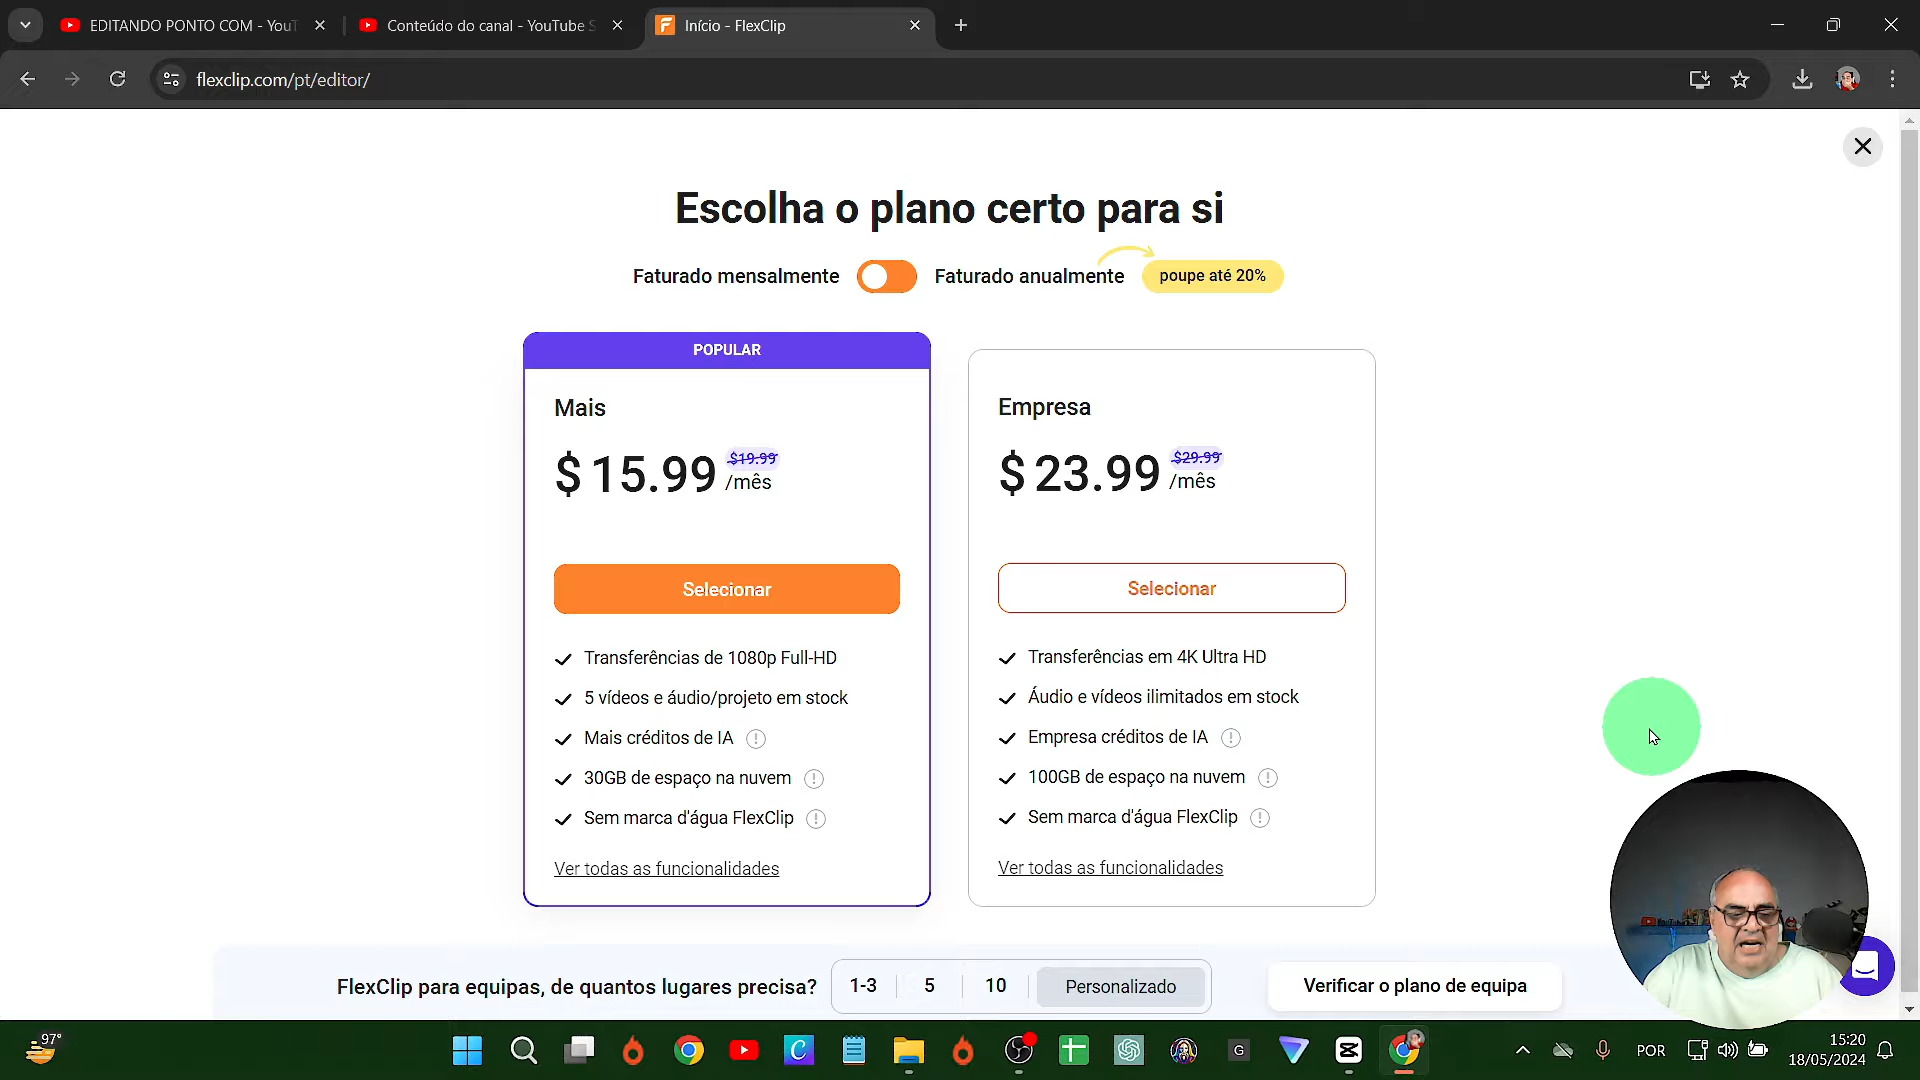 EDITANDO PONTO COM - YouT
Conteúdo do canal - YouTube S
Início - FlexClip
flexclip.com/pt/editor/
Escolha o plano certo para si
Faturado mensalmente
Faturado anualmente
poupe até 20%
POPULAR
Mais
$ 15.99
$19.99
/mês
Selecionar
Transferências de 1080p Full-HD
5 vídeos e áudio/projeto em stock
Mais créditos de IA
30GB de espaço na nuvem
Sem marca d'água FlexClip
Ver todas as funcionalidades
Empresa
$ 23.99
$29.99
/mês
Selecionar
Transferências em 4K Ultra HD
Áudio e vídeos ilimitados em stock
Empresa créditos de IA
100GB de espaço na nuvem
Sem marca d'água FlexClip
Ver todas as funcionalidades
FlexClip para equipas, de quantos lugares precisa?
1-3
5
10
Personalizado
Verificar o plano de equipa
97°
POR
15:20
18/05/2024